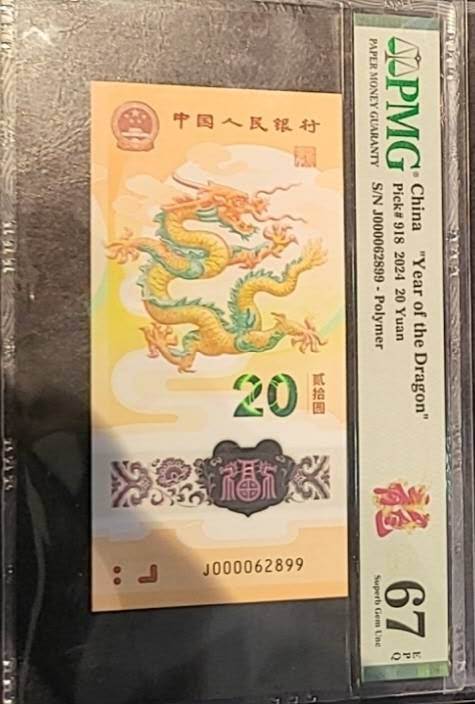 中国人民银行
20
贰拾圆
福
J000062899
PMG®
PAPER MONEY GUARANTY
China "Year of the Dragon"
Pick# 918 2024 20 Yuan
S/N J000062899 - Polymer
67
EPQ
Superb Gem Unc